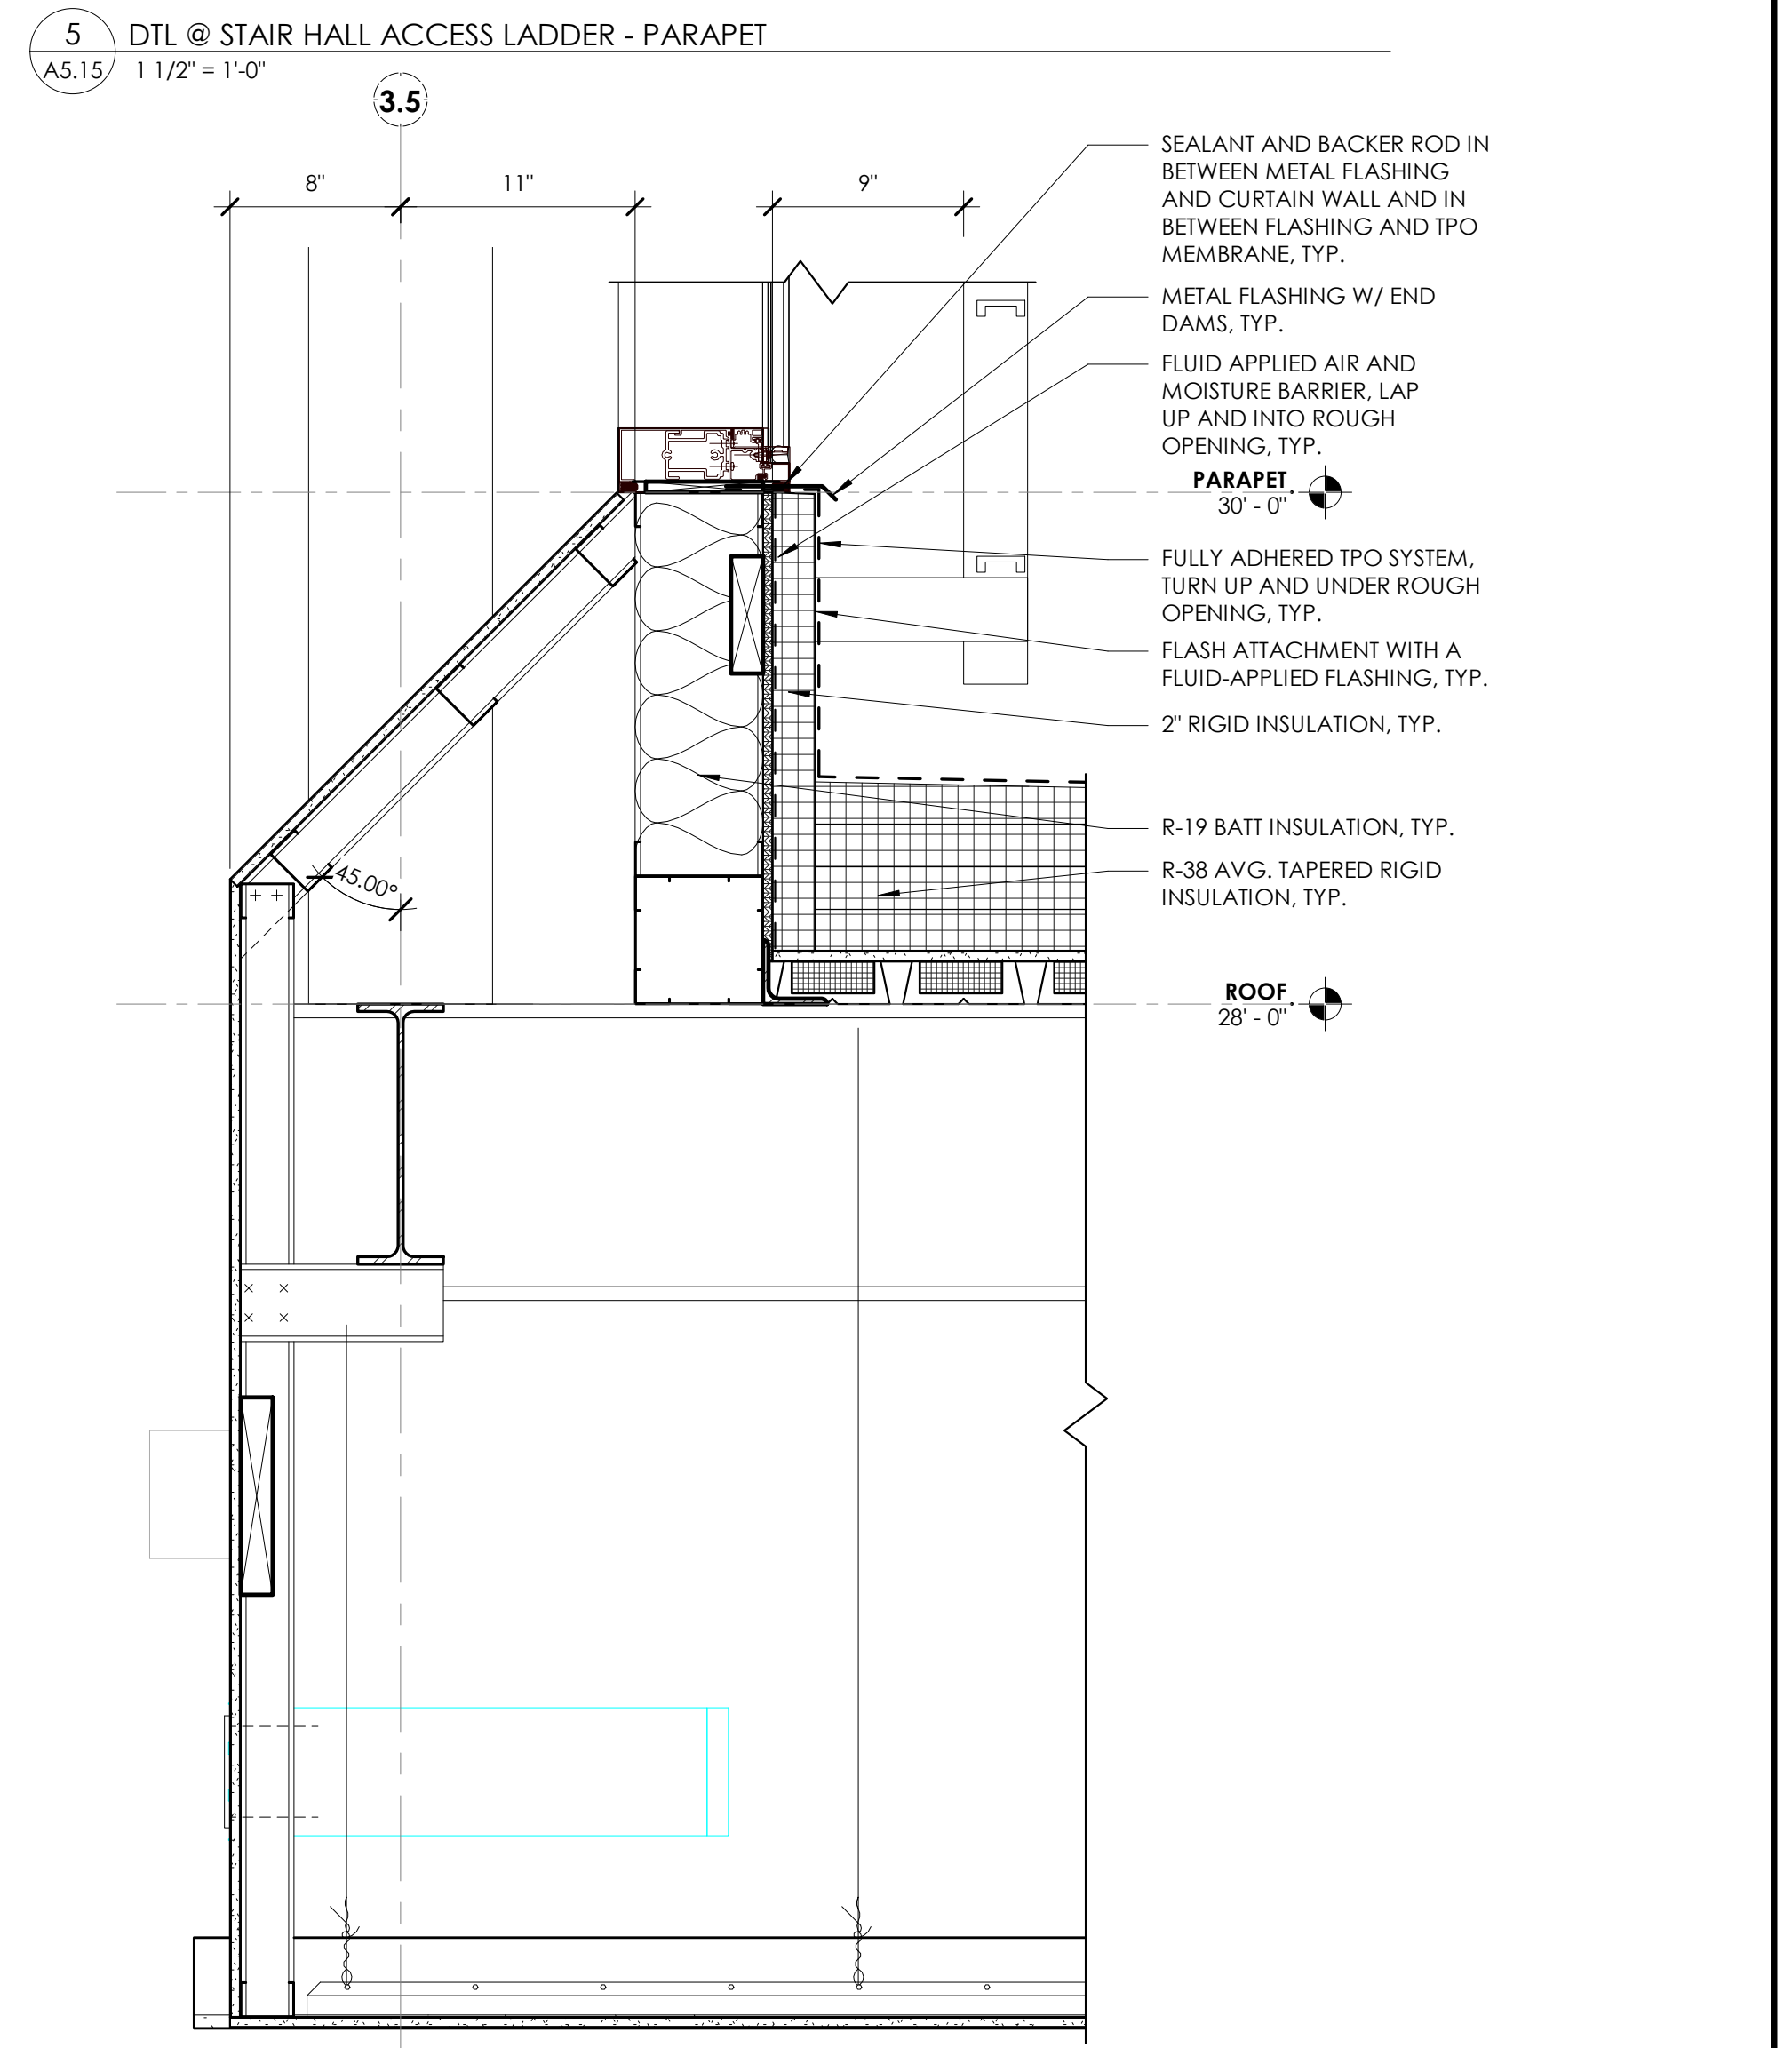 5
DTL @ STAIR HALL ACCESS LADDER - PARAPET
A5.15
1 1/2" = 1'-0"
3.5
8"
11"
9"
SEALANT AND BACKER ROD IN
BETWEEN METAL FLASHING
AND CURTAIN WALL AND IN
BETWEEN FLASHING AND TPO
MEMBRANE, TYP.
METAL FLASHING W/ END
DAMS, TYP.
FLUID APPLIED AIR AND
MOISTURE BARRIER, LAP
UP AND INTO ROUGH
OPENING, TYP.
PARAPET
30' - 0"
FULLY ADHERED TPO SYSTEM,
TURN UP AND UNDER ROUGH
OPENING, TYP.
FLASH ATTACHMENT WITH A
FLUID-APPLIED FLASHING, TYP.
2" RIGID INSULATION, TYP.
R-19 BATT INSULATION, TYP.
R-38 AVG. TAPERED RIGID
INSULATION, TYP.
45.00°
ROOF
28' - 0"